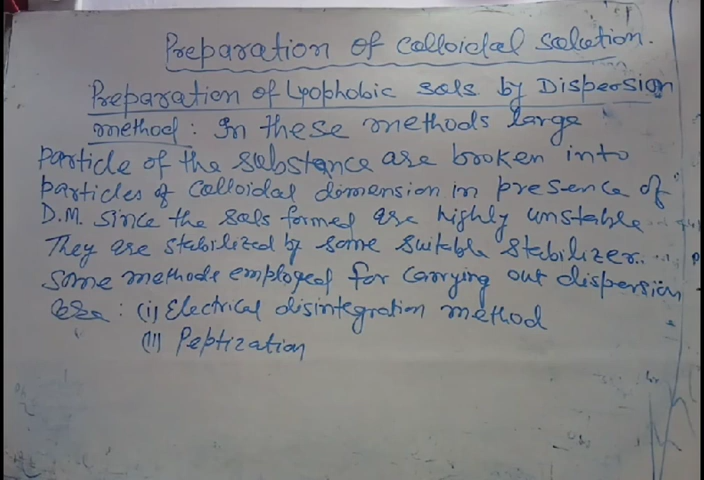 Preparation of Colloidal Solution.
Preparation of Lyophobic sols by Dispersion
method: In these methods large
Particle of the substance are broken into
particles of colloidal dimension in presence of
D.M. Since the sols formed are highly unstable
They are stabilized by some suitable stabilizer.
Some methods employed for carrying out dispersion
: (i) Electrical disintegration method
(ii) Peptization